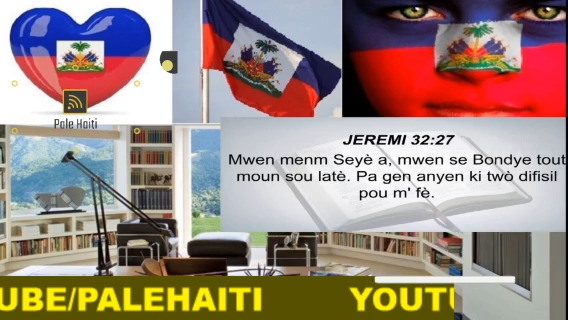 Pale Haiti
JEREMI 32:27
Mwen menm Seyè a, mwen se Bondye tout
moun sou latè. Pa gen anyen ki twò difisil
pou m' fè.
UBE/PALEHAITI YOUTU